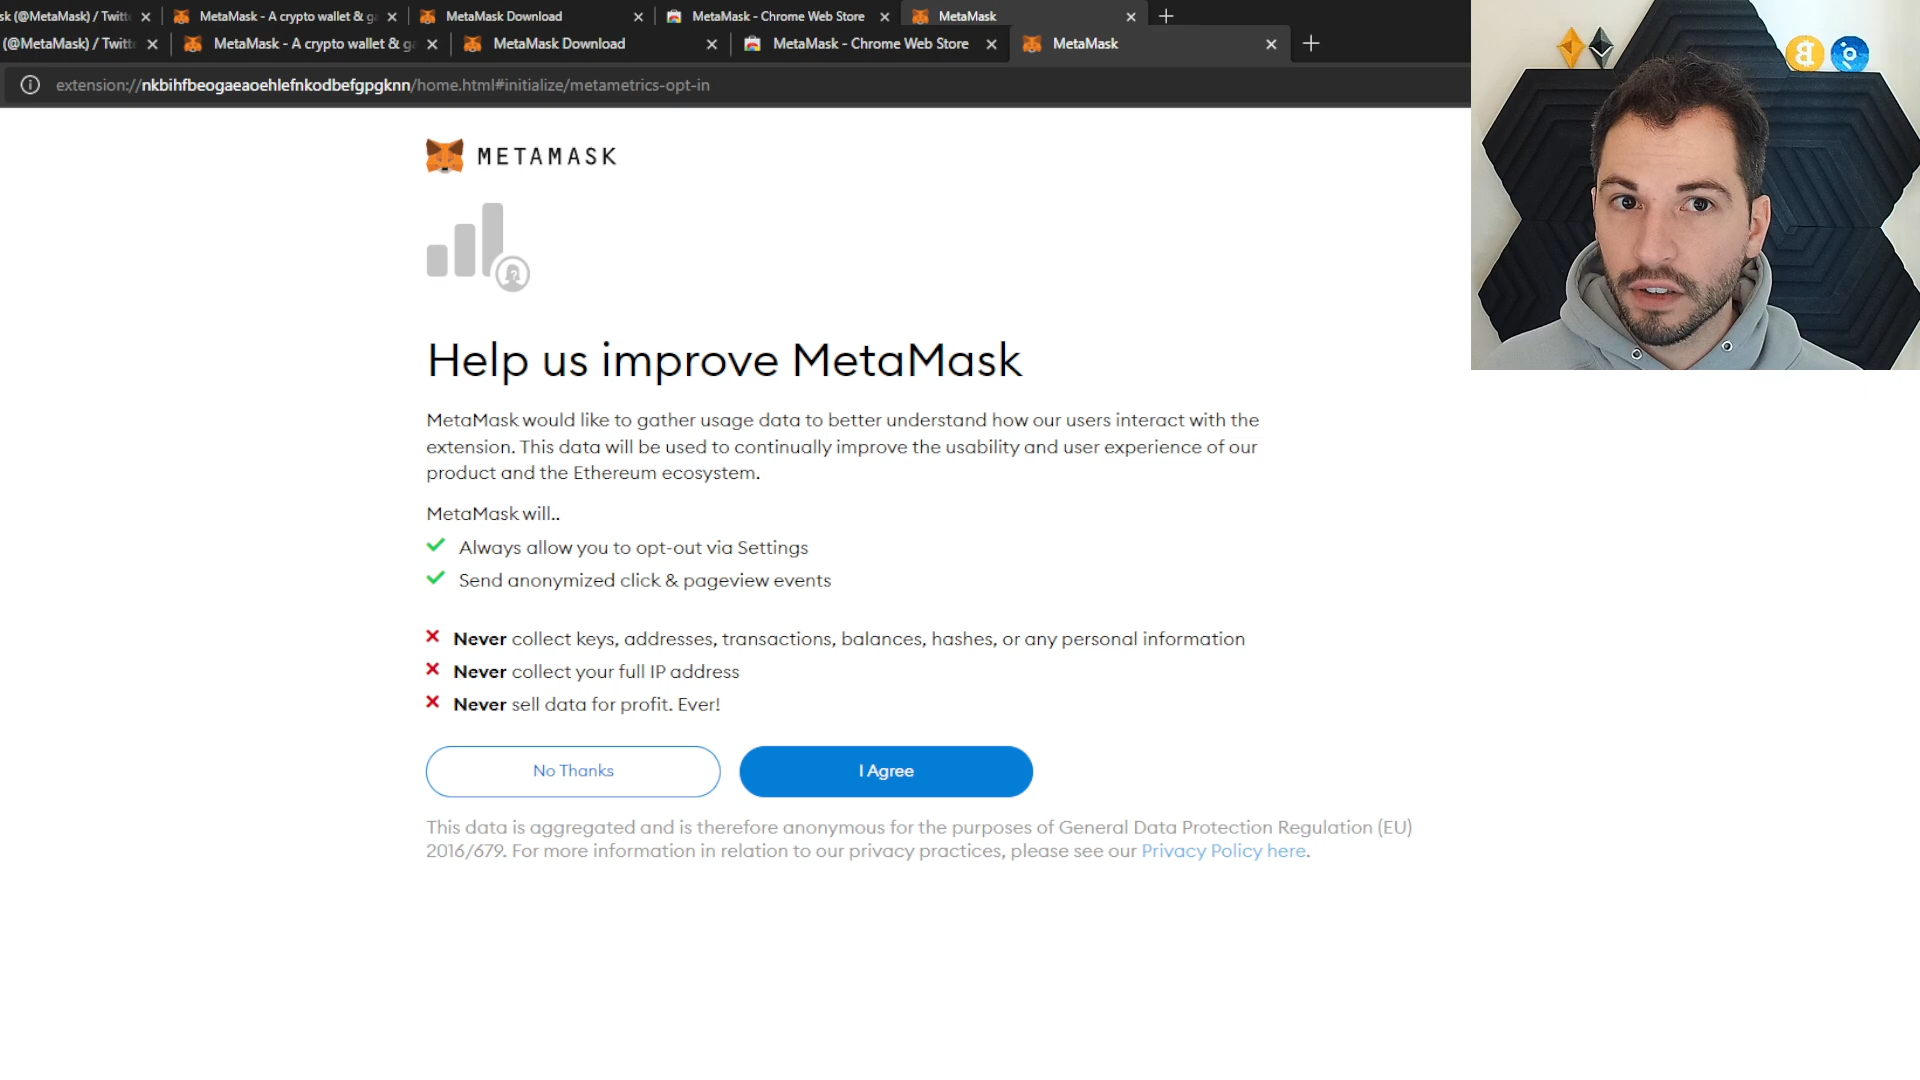 sk (@MetaMask) / Twitt
MetaMask - A crypto wallet & g
MetaMask Download
MetaMask - Chrome Web Store
MetaMask
(@MetaMask) / Twitt
MetaMask - A crypto wallet & g
MetaMask Download
MetaMask - Chrome Web Store
MetaMask
extension://nkbihfbeogaeaoehlefnkodbefgpgknn/home.html#initialize/metametrics-opt-in
METAMASK
Help us improve MetaMask
MetaMask would like to gather usage data to better understand how our users interact with the
extension. This data will be used to continually improve the usability and user experience of our
product and the Ethereum ecosystem.
MetaMask will..
Always allow you to opt-out via Settings
Send anonymized click & pageview events
Never collect keys, addresses, transactions, balances, hashes, or any personal information
Never collect your full IP address
Never sell data for profit. Ever!
No Thanks
I Agree
This data is aggregated and is therefore anonymous for the purposes of General Data Protection Regulation (EU)
2016/679. For more information in relation to our privacy practices, please see our Privacy Policy here.